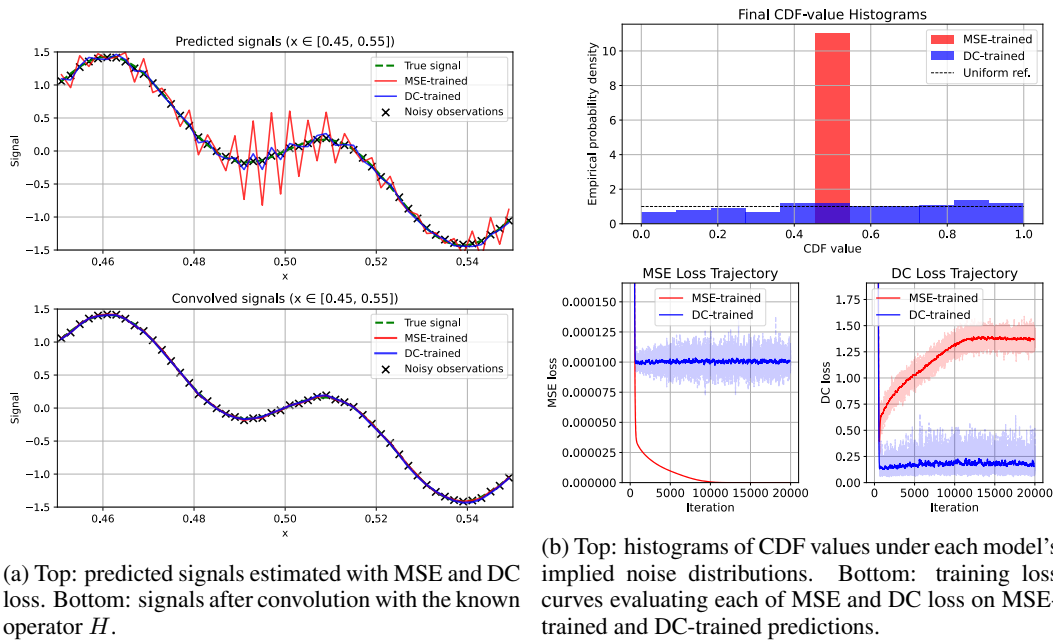 Predicted signals (x ∈ [0.45, 0.55])
1.5
1.0
0.5
0.0
−0.5
−1.0
−1.5
Signal
True signal
MSE-trained
DC-trained
Noisy observations
0.46
0.48
0.50
0.52
0.54
x
Convolved signals (x ∈ [0.45, 0.55])
1.5
1.0
0.5
0.0
−0.5
−1.0
−1.5
Signal
True signal
MSE-trained
DC-trained
Noisy observations
0.46
0.48
0.50
0.52
0.54
x
(a) Top: predicted signals estimated with MSE and DC
loss. Bottom: signals after convolution with the known
operator H.
Final CDF-value Histograms
10
8
6
4
2
0
Empirical probability density
MSE-trained
DC-trained
Uniform ref.
0.0
0.2
0.4
0.6
0.8
1.0
CDF value
MSE Loss Trajectory
0.000150
0.000125
0.000100
0.000075
0.000050
0.000025
0.000000
MSE loss
MSE-trained
DC-trained
0
5000
10000
15000
20000
Iteration
DC Loss Trajectory
1.75
1.50
1.25
1.00
0.75
0.50
0.25
0.00
DC loss
MSE-trained
DC-trained
0
5000
10000
15000
20000
Iteration
(b) Top: histograms of CDF values under each model's
implied noise distributions. Bottom: training loss
curves evaluating each of MSE and DC loss on MSE-
trained and DC-trained predictions.